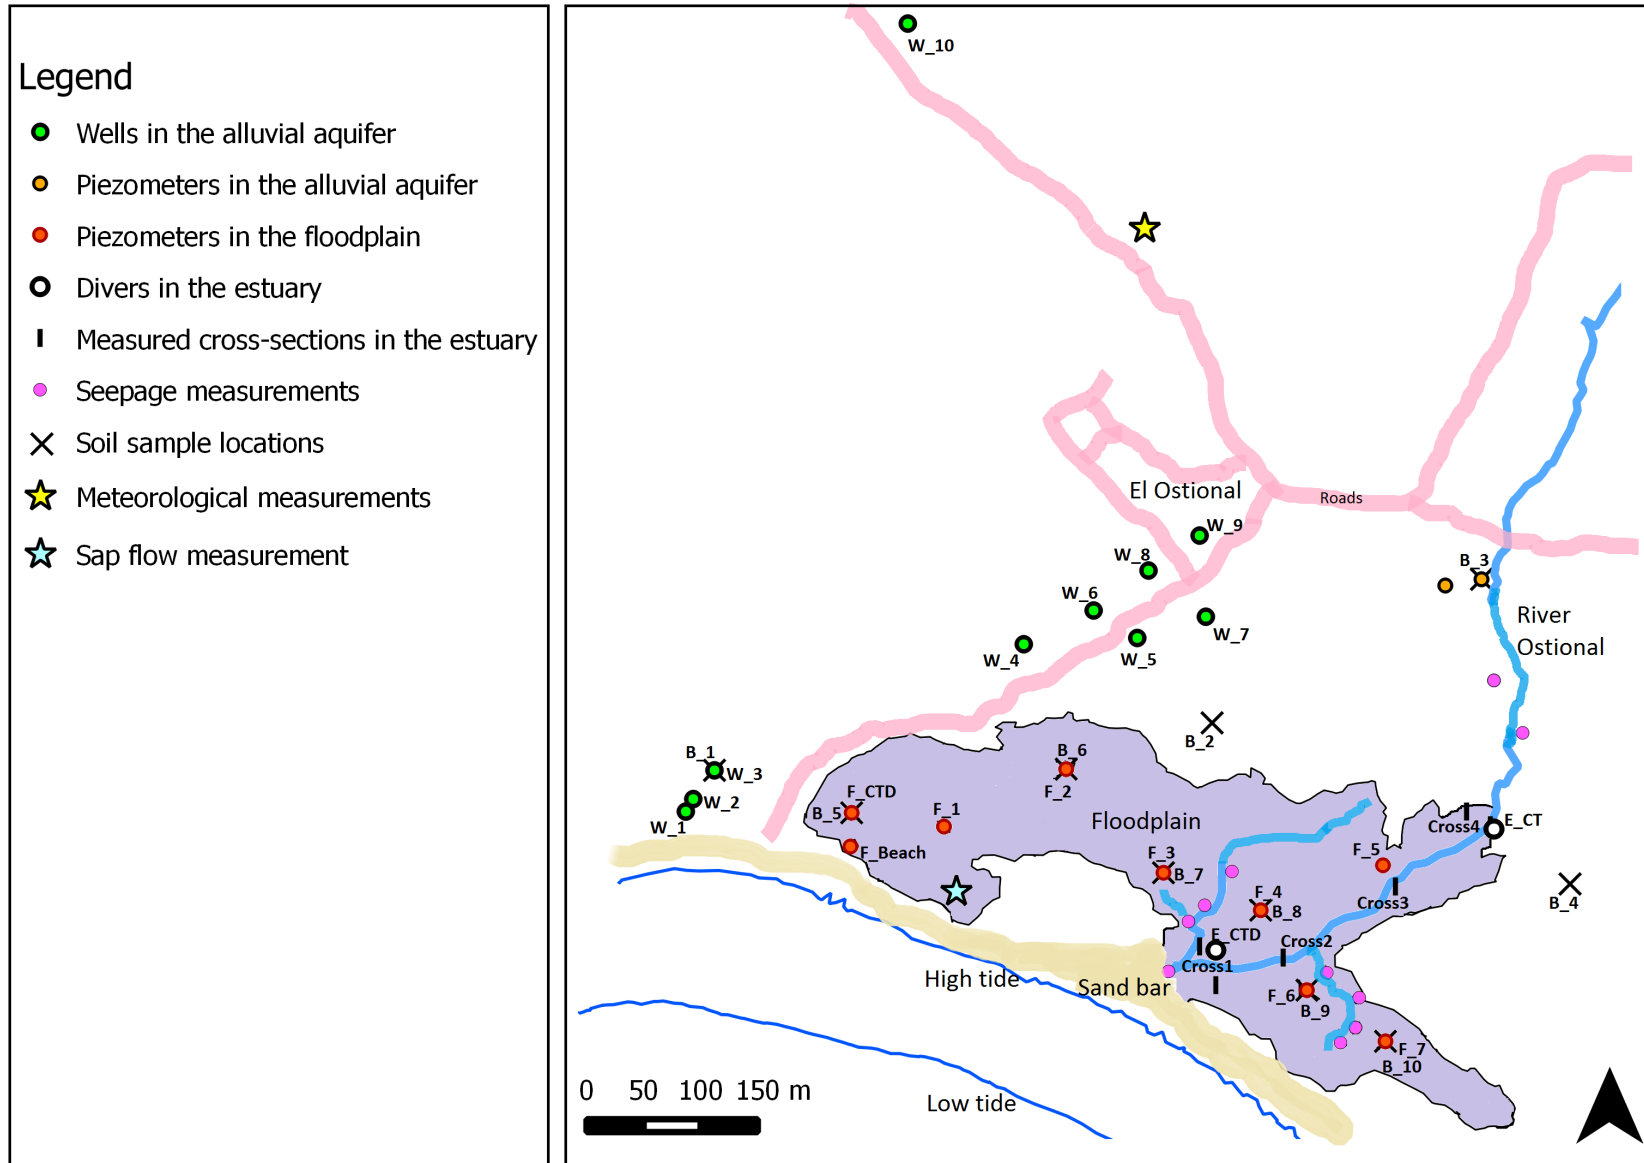 Legend
Wells in the alluvial aquifer
Piezometers in the alluvial aquifer
Piezometers in the floodplain
Divers in the estuary
Measured cross-sections in the estuary
Seepage measurements
Soil sample locations
Meteorological measurements
Sap flow measurement
W_10
El Ostional
Roads
W_9
W_8
B_3
W_6
River
Ostional
W_7
W_5
W_4
B_2
B_1
W_3
B_6
W_2
F_CTD
F_2
B_5
F_1
W_1
Floodplain
E_CT
Cross4
F_Beach
F_3
F_5
B_7
F_4
B_8
Cross3
B_4
E_CTD
Cross2
Cross1
High tide
Sand bar
F_6
B_9
F_7
B_10
0 50 100 150 m
Low tide